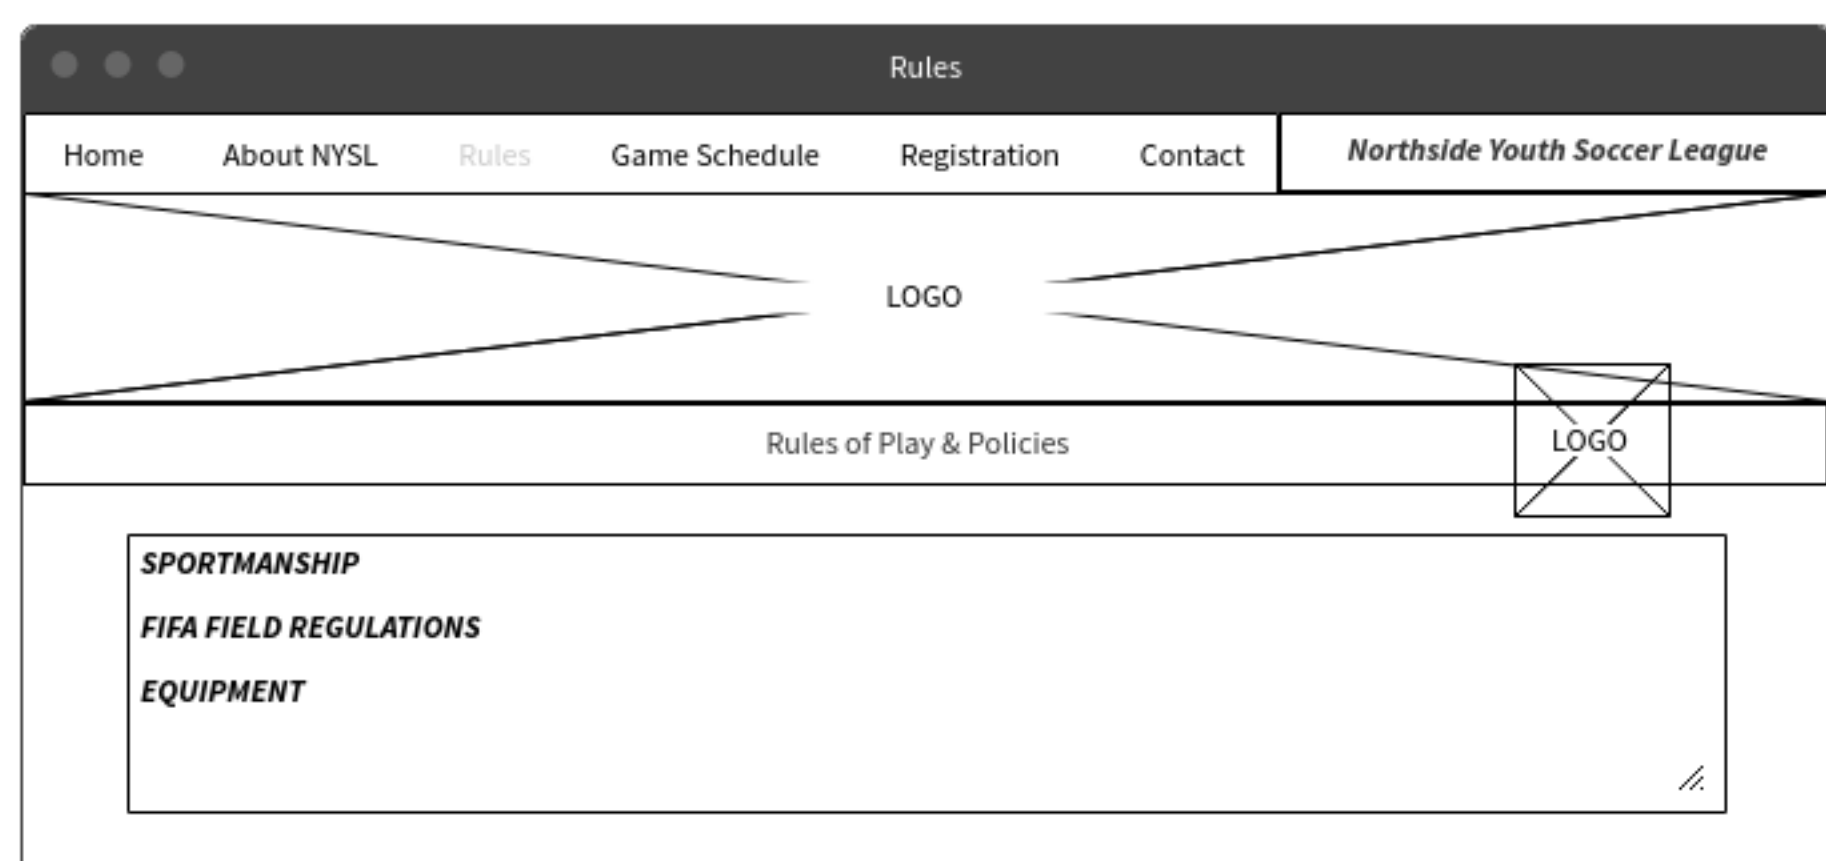 Rules
Home About NYSL Rules Game Schedule Registration Contact Northside Youth Soccer League
LOGO
Rules of Play & Policies
LOGO
SPORTMANSHIP
FIFA FIELD REGULATIONS
EQUIPMENT